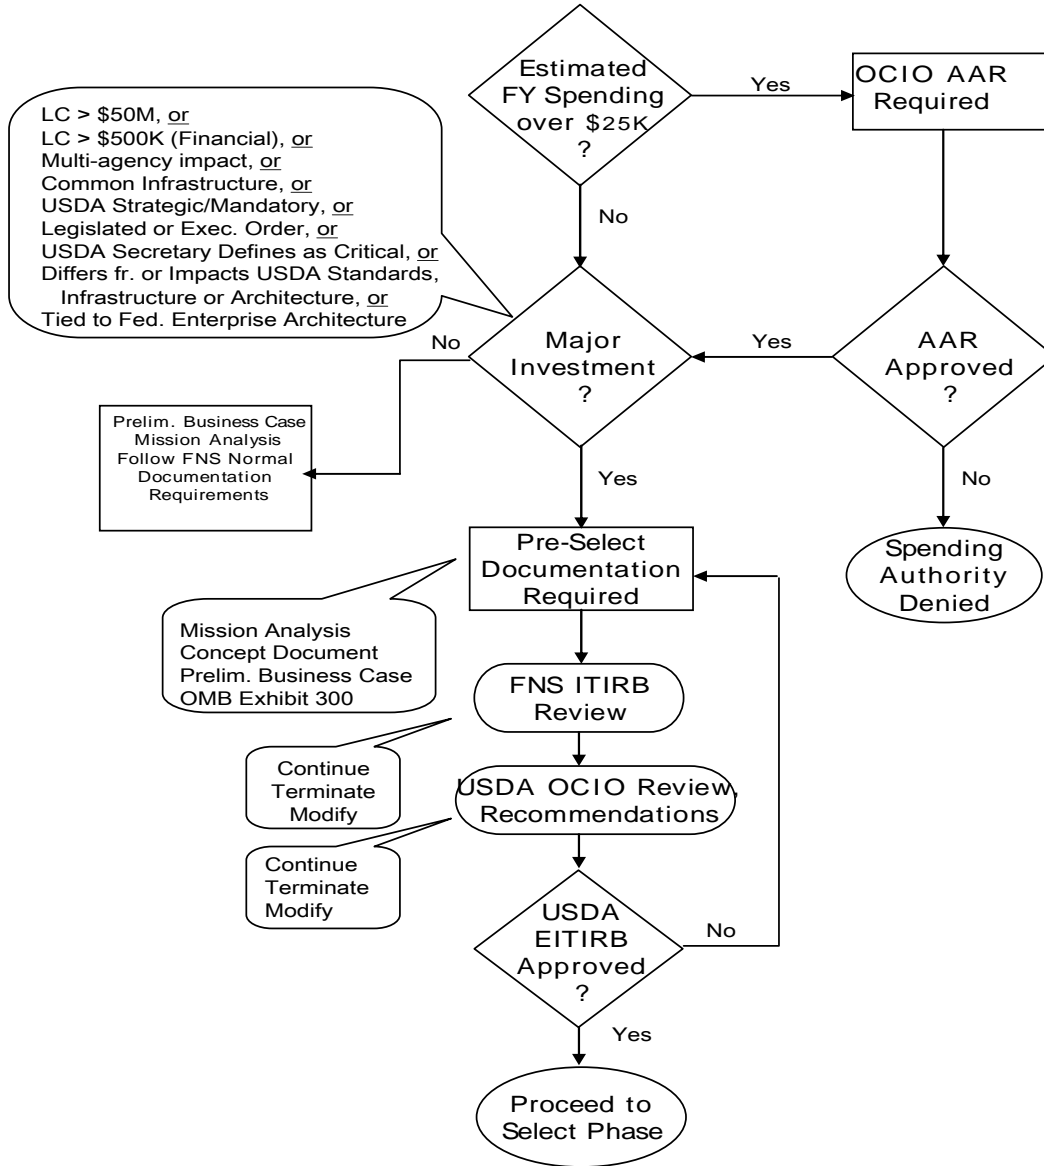 Estimated
FY Spending
over $25K
?
Yes
OCIO AAR
Required
LC > $50M, or
LC > $500K (Financial), or
Multi-agency impact, or
Common Infrastructure, or
USDA Strategic/Mandatory, or
Legislated or Exec. Order, or
USDA Secretary Defines as Critical, or
Differs fr. or Impacts USDA Standards,
Infrastructure or Architecture, or
Tied to Fed. Enterprise Architecture
No
No
Major
Investment
?
Yes
AAR
Approved
?
Prelim. Business Case
Mission Analysis
Follow FNS Normal
Documentation
Requirements
Yes
No
Pre-Select
Documentation
Required
Spending
Authority
Denied
Mission Analysis
Concept Document
Prelim. Business Case
OMB Exhibit 300
FNS ITIRB
Review
Continue
Terminate
Modify
USDA OCIO Review,
Recommendations
Continue
Terminate
Modify
USDA
EITIRB
Approved
?
No
Yes
Proceed to
Select Phase